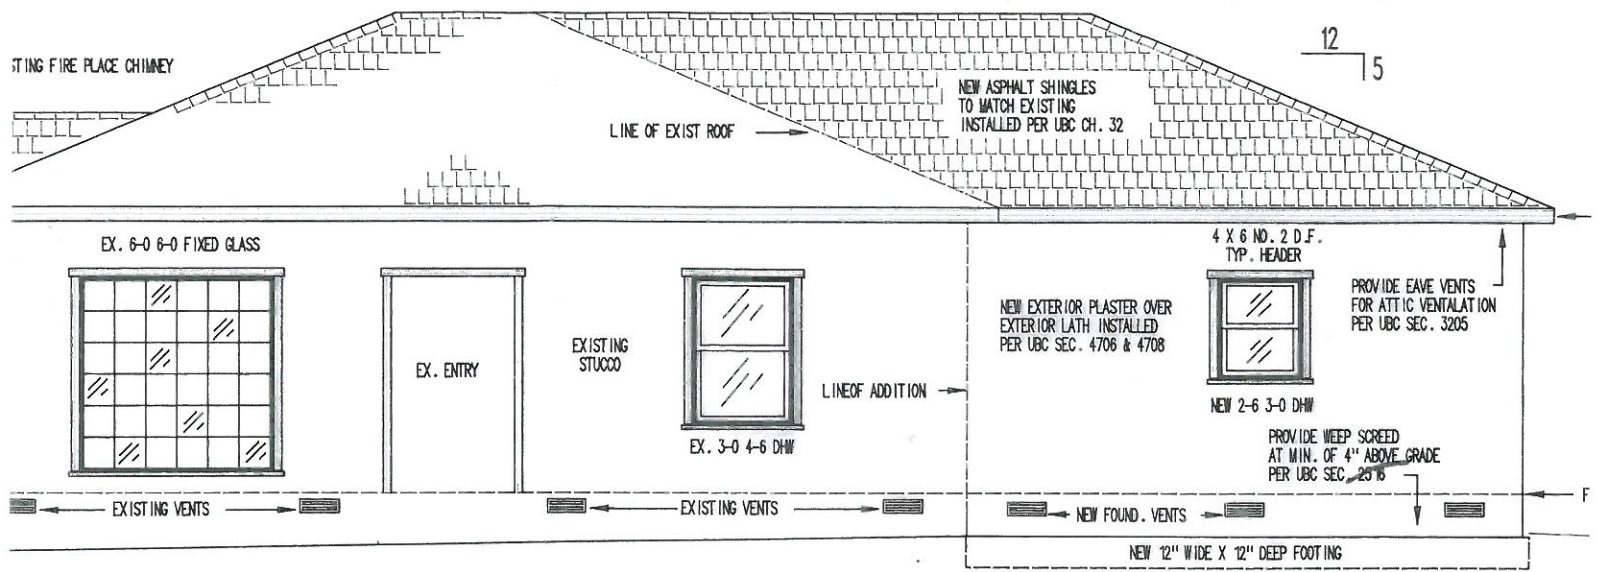 12
5
STING FIRE PLACE CHIMNEY
NEW ASPHALT SHINGLES
TO MATCH EXISTING
INSTALLED PER UBC CH. 32
LINE OF EXIST ROOF
EX. 6-0 6-0 FIXED GLASS
4 X 6 NO. 2 D.F.
TYP. HEADER
PROVIDE EAVE VENTS
FOR ATTIC VENTALATION
PER UBC SEC. 3205
NEW EXTERIOR PLASTER OVER
EXTERIOR LATH INSTALLED
PER UBC SEC. 4706 & 4708
EXISTING
STUCCO
EX. ENTRY
LINEOF ADDITION
NEW 2-6 3-0 DHW
EX. 3-0 4-6 DHW
PROVIDE WEEP SCREED
AT MIN. OF 4" ABOVE GRADE
PER UBC SEC. 2516
EXISTING VENTS
EXISTING VENTS
NEW FOUND. VENTS
F
NEW 12" WIDE X 12" DEEP FOOTING